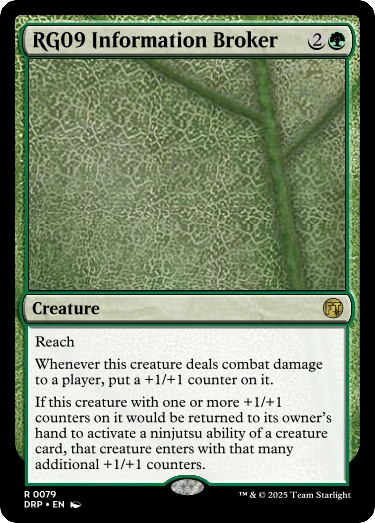 RG09 Information Broker 2
Creature
FT
Reach
Whenever this creature deals combat damage
to a player, put a +1/+1 counter on it.
If this creature with one or more +1/+1
counters on it would be returned to its owner's
hand to activate a ninjutsu ability of a creature
card, that creature enters with that many
additional +1/+1 counters.
R 0079
DRP • EN
™ & © 2025 Team Starlight